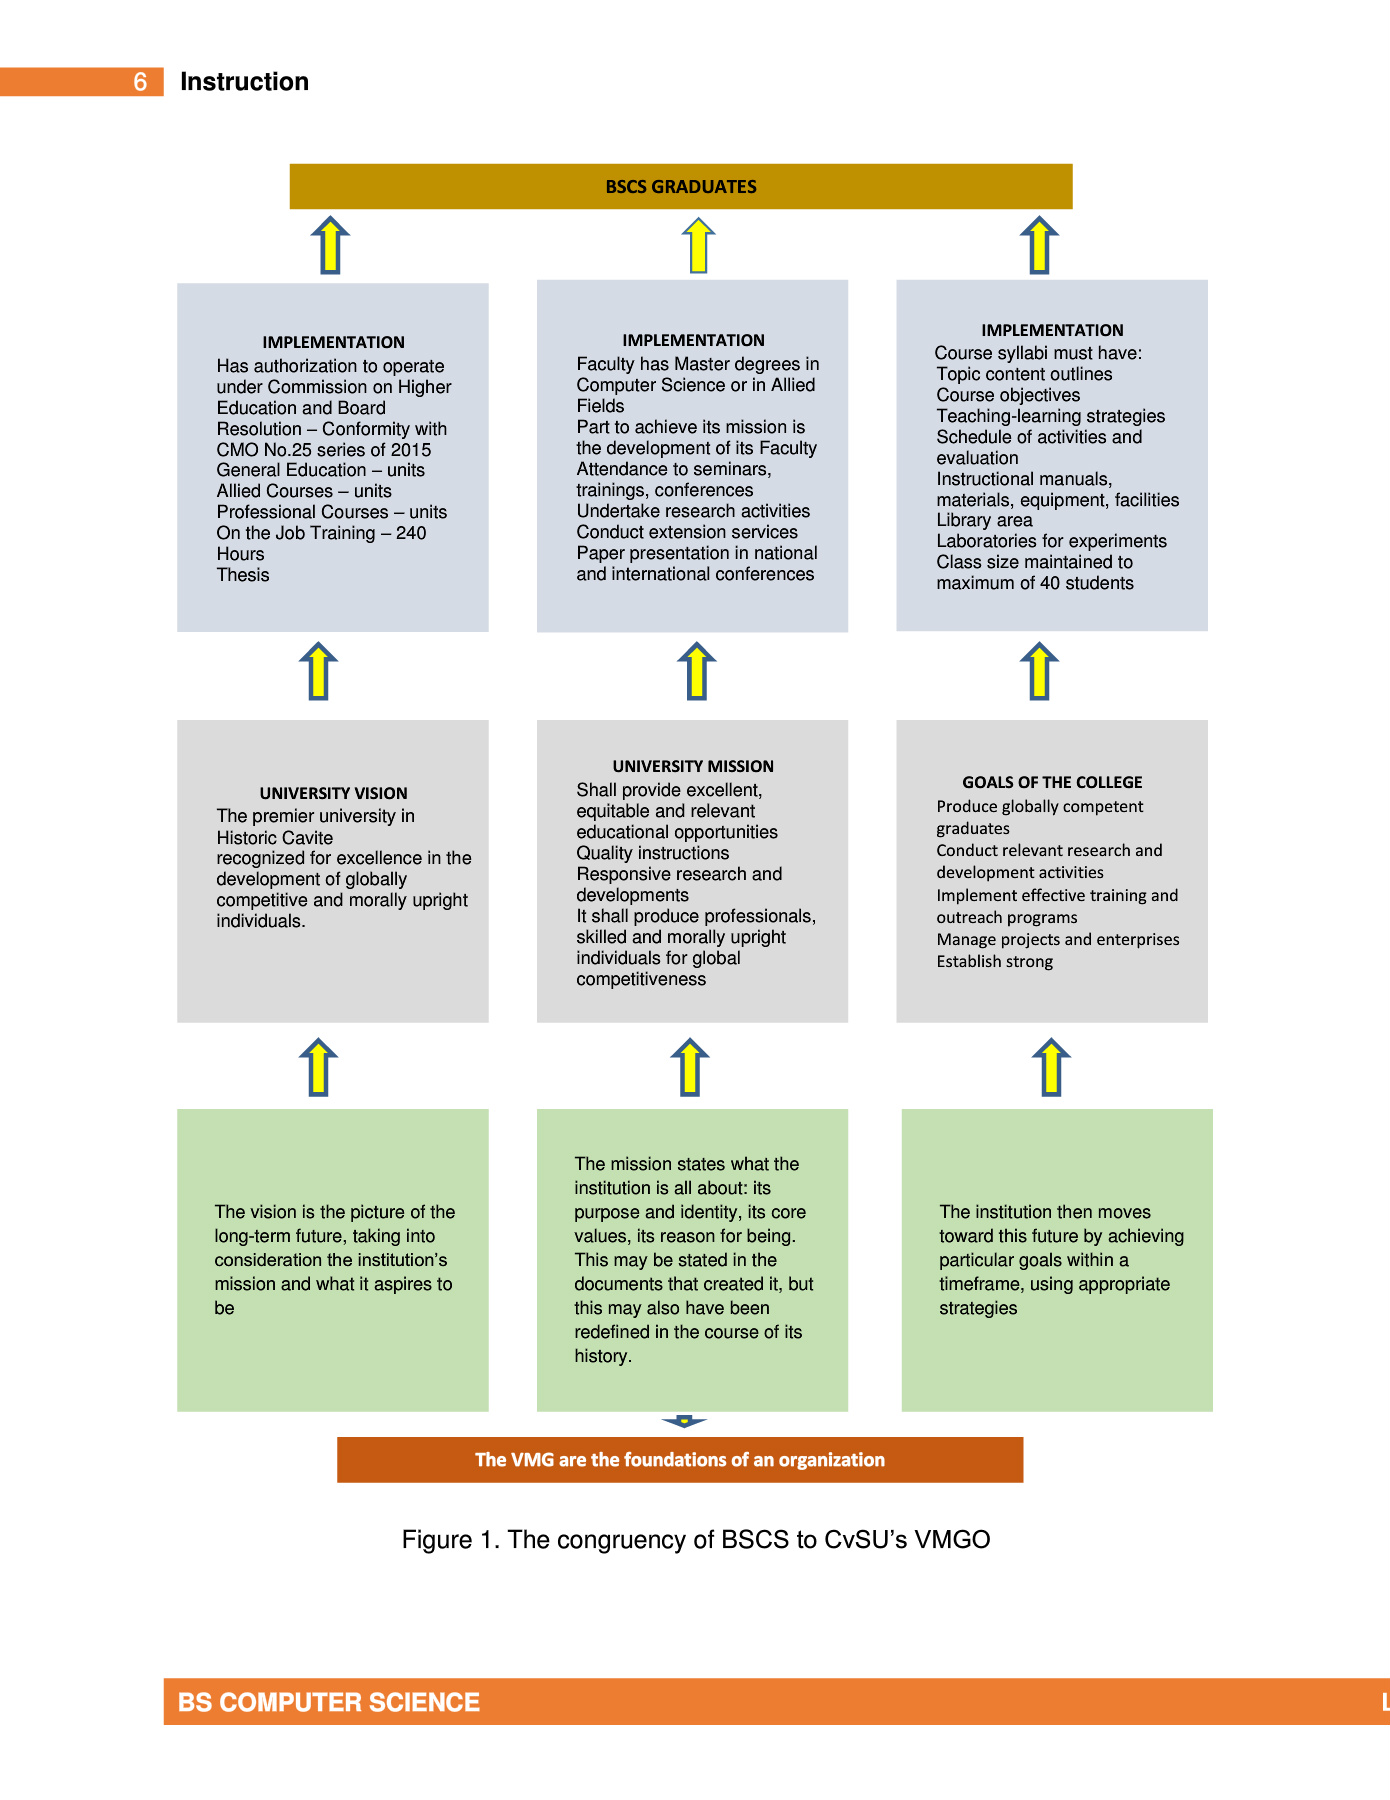 6 Instruction
BSCS GRADUATES
IMPLEMENTATION
Has authorization to operate
under Commission on Higher
Education and Board
Resolution – Conformity with
CMO No.25 series of 2015
General Education – units
Allied Courses – units
Professional Courses – units
On the Job Training – 240
Hours
Thesis
IMPLEMENTATION
Faculty has Master degrees in
Computer Science or in Allied
Fields
Part to achieve its mission is
the development of its Faculty
Attendance to seminars,
trainings, conferences
Undertake research activities
Conduct extension services
Paper presentation in national
and international conferences
IMPLEMENTATION
Course syllabi must have:
Topic content outlines
Course objectives
Teaching-learning strategies
Schedule of activities and
evaluation
Instructional manuals,
materials, equipment, facilities
Library area
Laboratories for experiments
Class size maintained to
maximum of 40 students
UNIVERSITY VISION
The premier university in
Historic Cavite
recognized for excellence in the
development of globally
competitive and morally upright
individuals.
UNIVERSITY MISSION
Shall provide excellent,
equitable and relevant
educational opportunities
Quality instructions
Responsive research and
developments
It shall produce professionals,
skilled and morally upright
individuals for global
competitiveness
GOALS OF THE COLLEGE
Produce globally competent
graduates
Conduct relevant research and
development activities
Implement effective training and
outreach programs
Manage projects and enterprises
Establish strong
The vision is the picture of the
long-term future, taking into
consideration the institution’s
mission and what it aspires to
be
The mission states what the
institution is all about: its
purpose and identity, its core
values, its reason for being.
This may be stated in the
documents that created it, but
this may also have been
redefined in the course of its
history.
The institution then moves
toward this future by achieving
particular goals within a
timeframe, using appropriate
strategies
The VMG are the foundations of an organization
Figure 1. The congruency of BSCS to CvSU’s VMGO
BS COMPUTER SCIENCE